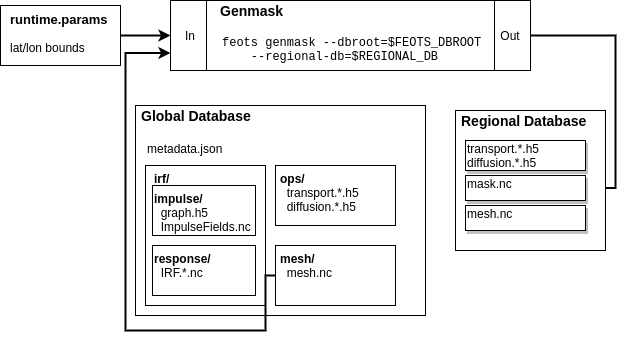 runtime.params
lat/lon bounds
Genmask
In
feots genmask --dbroot=$FEOTS_DBROOT
--regional-db=$REGIONAL_DB
Out
Global Database
metadata.json
irf/
impulse/
graph.h5
ImpulseFields.nc
response/
IRF.*.nc
ops/
transport.*.h5
diffusion.*.h5
mesh/
mesh.nc
Regional Database
transport.*.h5
diffusion.*.h5
mask.nc
mesh.nc